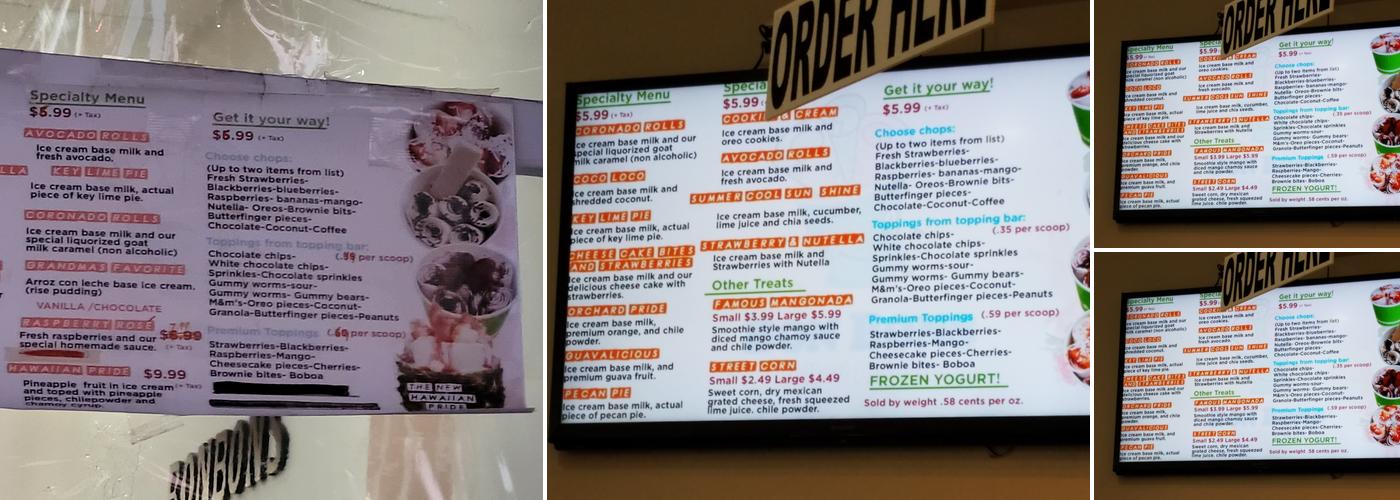 Specialty Menu
(+ Tax)
AVOCADO ROLLS
Ice cream base milk and
fresh avocado.
KEY LIME PIE
Ice cream base milk, actual
piece of key lime pie.
CORONADO ROLLS
Ice cream base milk and our
special liquorized goat
milk caramel (non acoholic)
GRANDMAS FAVORITE
Arroz con leche base ice cream.
(rise pudding)
VANILLA /CHOCOLATE
RASPBERRY ROSE
Fresh raspberries and our
special homemade sauce.
$6.99
(+ Tax)
HAWAIIAN PRIDE
$9.99
(+ Tax)
Pineapple fruit in ice cream
and topped with pineapple
pieces, chilepowder and
chamoy cyrup.
Get it your way!
(+ Tax)
Choose chops:
(Up to two items from list)
Fresh Strawberries-
Blackberries-blueberries-
Raspberries- bananas-mango-
Nutella- Oreos-Brownie bits-
Butterfinger pieces-
Chocolate-Coconut-Coffee
Toppings from topping bar:
Chocolate chips-
per scoop)
White chocolate chips-
Sprinkles-Chocolate sprinkles
Gummy worms-sour-
Gummy worms- Gummy bears-
M&m's-Oreo pieces-Coconut-
Granola-Butterfinger pieces-Peanuts
Premium Toppings
per scoop)
Strawberries-Blackberries-
Raspberries-Mango-
Cheesecake pieces-Cherries-
Brownie bites- Boboa
THE NEW
HAWAIIAN
PRIDE
BONBONS
ORDER HERE
Specialty Menu
$5.99 (+ Tax)
CORONADO ROLLS
Ice cream base milk and our
special liquorized goat
milk caramel (non acoholic)
COCO LOCO
Ice cream base milk and
shredded coconut.
KEY LIME PIE
Ice cream base milk, actual
piece of key lime pie.
CHEESE CAKE BITES
AND STRAWBERRIES
Ice cream base milk and our
delicious cheese cake with
strawberries.
ORCHARD PRIDE
Ice cream base milk,
premium orange, and chile
powder.
GUAVALICIOUS
Ice cream base milk, and
premium guava fruit.
PECAN PIE
Ice cream base milk, actual
piece of pecan pie.
$5.99
COOKIE & CREAM
Ice cream base milk and
oreo cookies.
AVOCADO ROLLS
Ice cream base milk and
fresh avocado.
SUMMER COOL SUN SHINE
Ice cream base milk, cucumber,
lime juice and chia seeds.
STRAWBERRY & NUTELLA
Ice cream base milk and
Strawberries with Nutella
Other Treats
FAMOUS MANGONADA
Small $3.99 Large $5.99
Smoothie style mango with
diced mango chamoy sauce
and chile powder.
STREET CORN
Small $2.49 Large $4.49
Sweet corn, dry mexican
grated cheese, fresh squeezed
lime juice. chile powder.
Get it your way!
$5.99 (+ Tax)
Choose chops:
(Up to two items from list)
Fresh Strawberries-
Blackberries-blueberries-
Raspberries- bananas-mango-
Nutella- Oreos-Brownie bits-
Butterfinger pieces-
Chocolate-Coconut-Coffee
Toppings from topping bar:
Chocolate chips-
(.35 per scoop)
White chocolate chips-
Sprinkles-Chocolate sprinkles
Gummy worms-sour-
Gummy worms- Gummy bears-
M&m's-Oreo pieces-Coconut-
Granola-Butterfinger pieces-Peanuts
Premium Toppings (.59 per scoop)
Strawberries-Blackberries-
Raspberries-Mango-
Cheesecake pieces-Cherries-
Brownie bites- Boboa
FROZEN YOGURT!
Sold by weight .58 cents per oz.